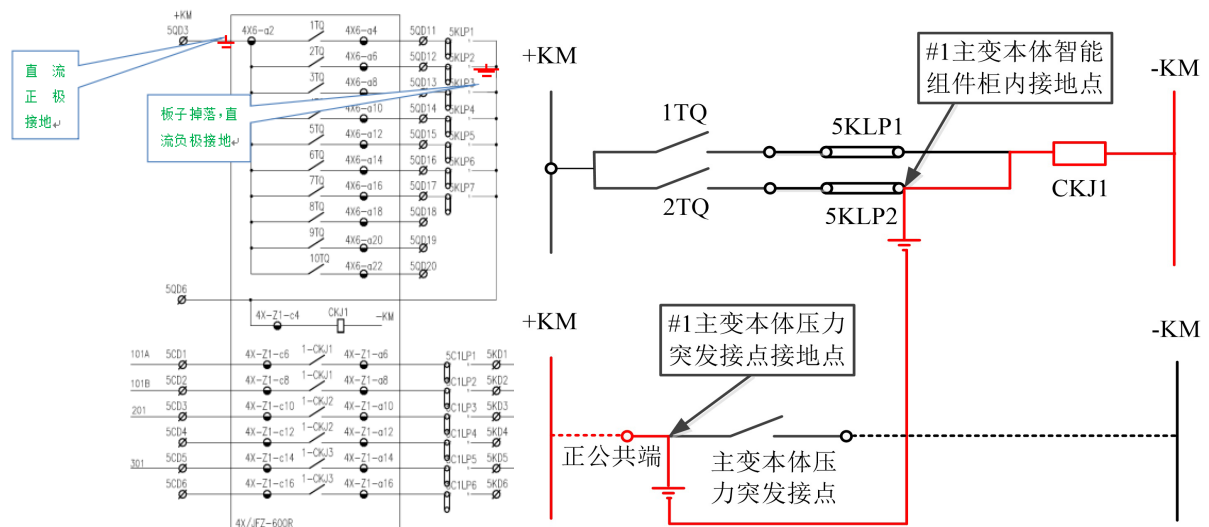 +KM
5QD3
直流
正极
接地
板子掉落，直
流负极接地
4X6-a2
1TQ
4X6-a4
5QD11
5KLP1
2TQ
4X6-a6
5QD12
5KLP2
3TQ
4X6-a8
5QD13
5KLP3
4X6-a10
5QD14
5KLP4
5TQ
4X6-a12
5QD15
5KLP5
6TQ
4X6-a14
5QD16
5KLP6
7TQ
4X6-a16
5QD17
5KLP7
8TQ
4X6-a18
5QD18
9TQ
4X6-a20
5QD19
10TQ
4X6-a22
5QD20
5QD6
4X-Z1-c4
CKJ1
-KM
101A
5CD1
4X-Z1-c6
1-CKJ1
4X-Z1-a6
5C1LP1
5KD1
101B
5CD2
4X-Z1-c8
1-CKJ1
4X-Z1-a8
5C1LP2
5KD2
201
5CD3
4X-Z1-c10
1-CKJ2
4X-Z1-a10
5C1LP3
5KD3
5CD4
4X-Z1-c12
1-CKJ2
4X-Z1-a12
5C1LP4
5KD4
301
5CD5
4X-Z1-c14
1-CKJ3
4X-Z1-a14
5C1LP5
5KD5
5CD6
4X-Z1-c16
1-CKJ3
4X-Z1-a16
5C1LP6
5KD6
4X/JFZ-600R
+KM
#1主变本体智能
组件柜内接地点
-KM
1TQ
5KLP1
2TQ
5KLP2
CKJ1
+KM
#1主变本体压力
突发接点接地点
-KM
正公共端
主变本体压
力突发接点